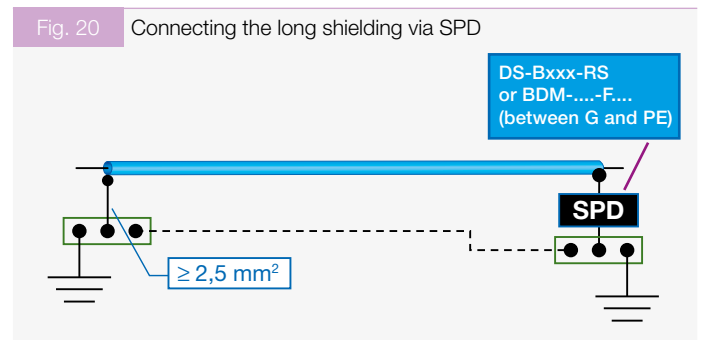 Fig. 20 Connecting the long shielding via SPD
DS-Bxxx-RS
or BDM-....-F....
(between G and PE)
SPD
≥ 2,5 mm²